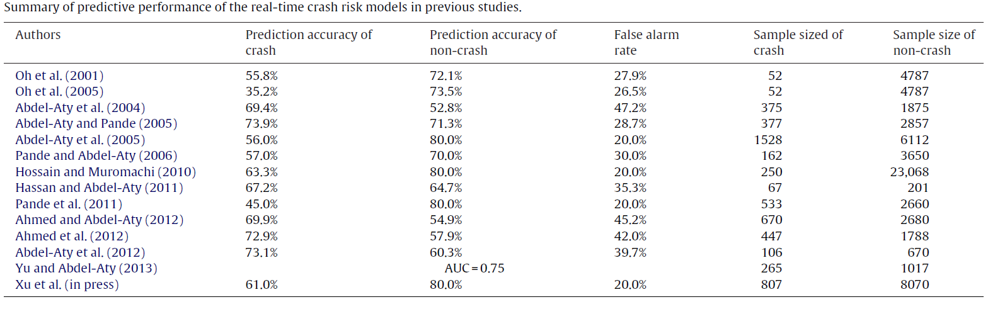 Summary of predictive performance of the real-time crash risk models in previous studies.
Authors Prediction accuracy of crash Prediction accuracy of non-crash False alarm rate Sample sized of crash Sample size of non-crash
Oh et al. (2001) 55.8% 72.1% 27.9% 52 4787
Oh et al. (2005) 35.2% 73.5% 26.5% 52 4787
Abdel-Aty et al. (2004) 69.4% 52.8% 47.2% 375 1875
Abdel-Aty and Pande (2005) 73.9% 71.3% 28.7% 377 2857
Abdel-Aty et al. (2005) 56.0% 80.0% 20.0% 1528 6112
Pande and Abdel-Aty (2006) 57.0% 70.0% 30.0% 162 3650
Hossain and Muromachi (2010) 63.3% 80.0% 20.0% 250 23,068
Hassan and Abdel-Aty (2011) 67.2% 64.7% 35.3% 67 201
Pande et al. (2011) 45.0% 80.0% 20.0% 533 2660
Ahmed and Abdel-Aty (2012) 69.9% 54.9% 45.2% 670 2680
Ahmed et al. (2012) 72.9% 57.9% 42.0% 447 1788
Abdel-Aty et al. (2012) 73.1% 60.3% 39.7% 106 670
Yu and Abdel-Aty (2013) AUC = 0.75 265 1017
Xu et al. (in press) 61.0% 80.0% 20.0% 807 8070